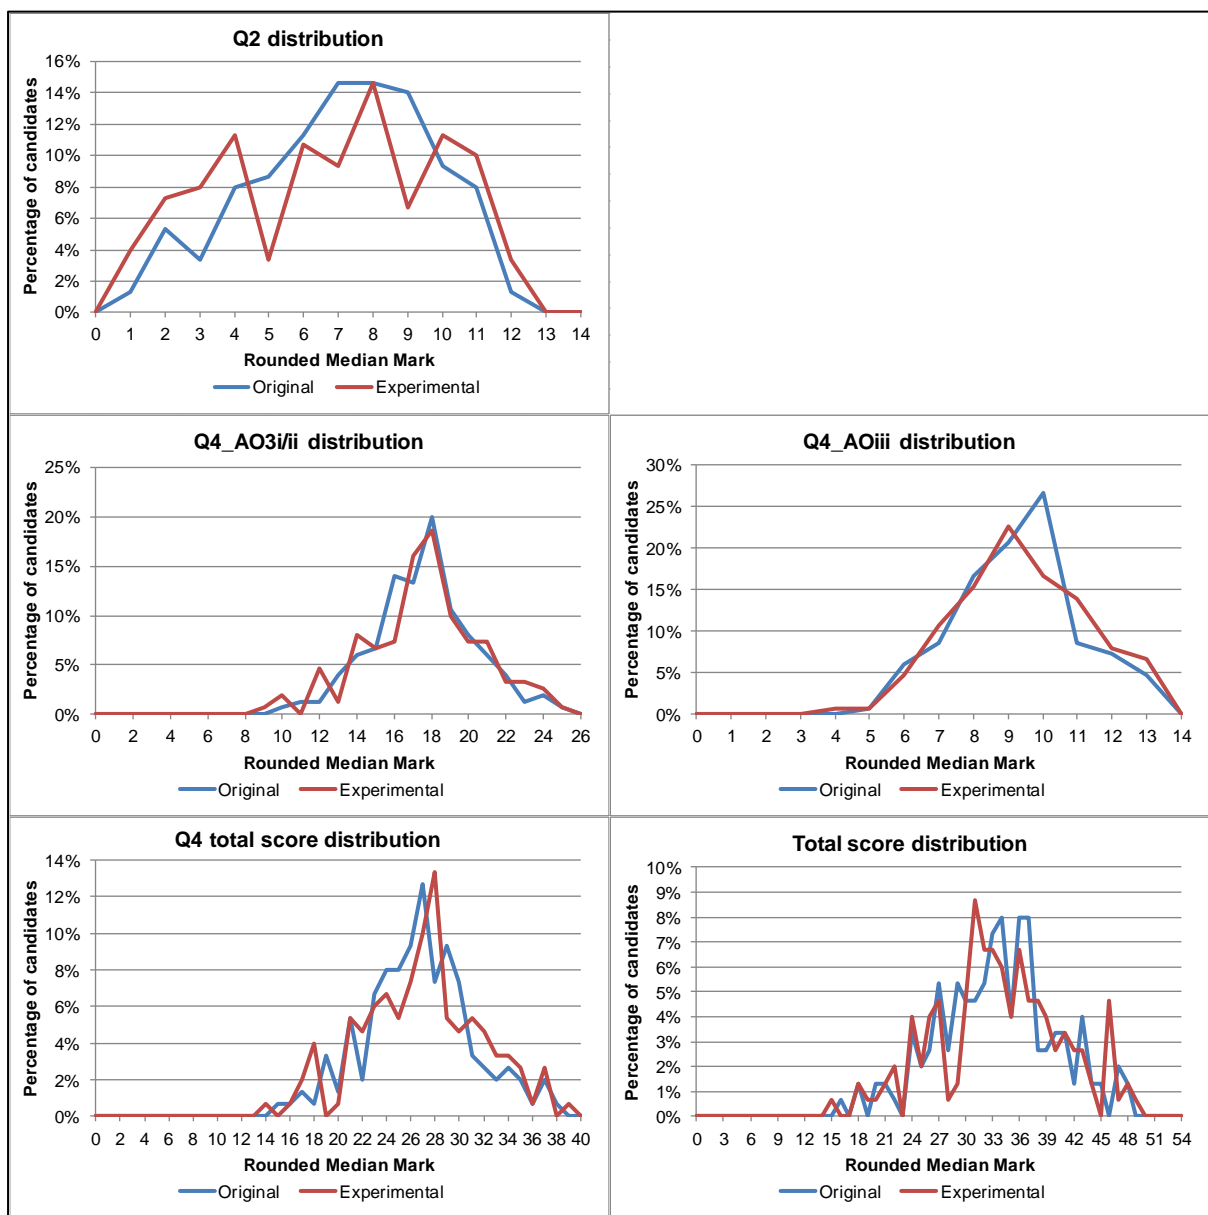 Q2 distribution
Percentage of candidates
16%
14%
12%
10%
8%
6%
4%
2%
0%
0 1 2 3 4 5 6 7 8 9 10 11 12 13 14
Rounded Median Mark
Original Experimental
Q4_AO3i/ii distribution
Percentage of candidates
25%
20%
15%
10%
5%
0%
0 2 4 6 8 10 12 14 16 18 20 22 24 26
Rounded Median Mark
Original Experimental
Q4_AOiii distribution
Percentage of candidates
30%
25%
20%
15%
10%
5%
0%
0 1 2 3 4 5 6 7 8 9 10 11 12 13 14
Rounded Median Mark
Original Experimental
Q4 total score distribution
Percentage of candidates
14%
12%
10%
8%
6%
4%
2%
0%
0 2 4 6 8 10 12 14 16 18 20 22 24 26 28 30 32 34 36 38 40
Rounded Median Mark
Original Experimental
Total score distribution
Percentage of candidates
10%
9%
8%
7%
6%
5%
4%
3%
2%
1%
0%
0 3 6 9 12 15 18 21 24 27 30 33 36 39 42 45 48 51 54
Rounded Median Mark
Original Experimental